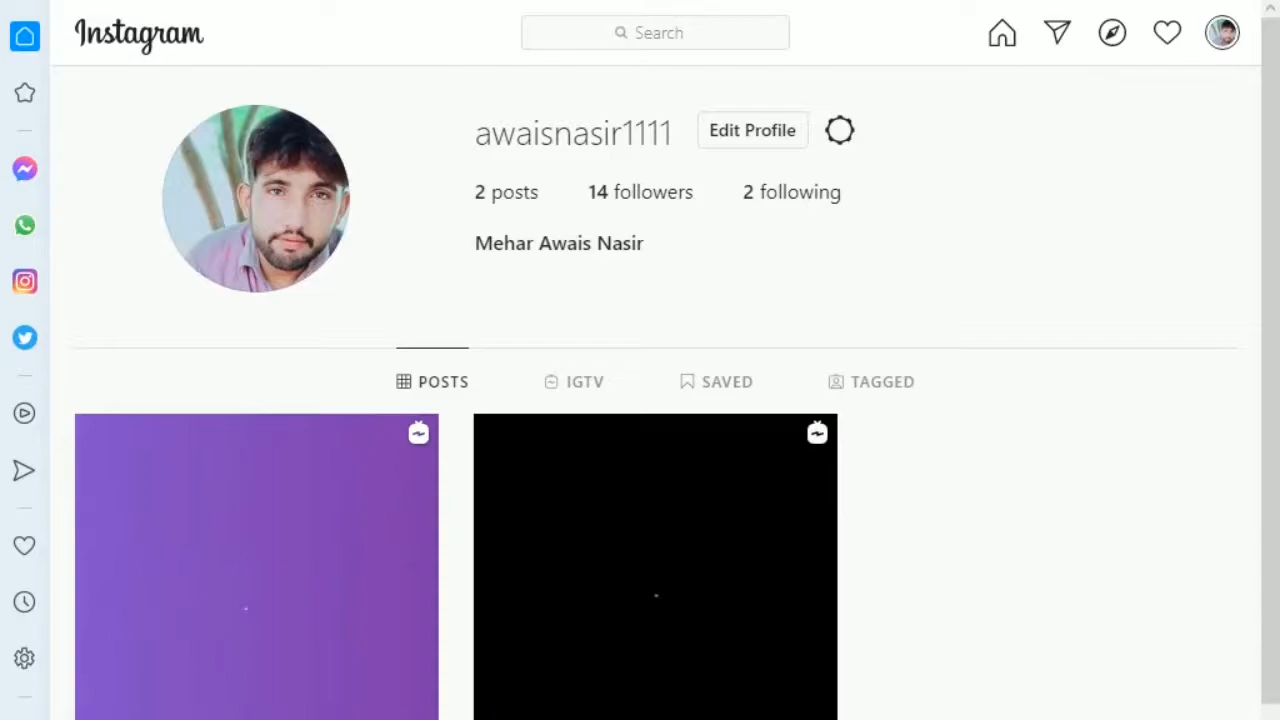 Instagram
Search
awaisnasir1111 Edit Profile
2 posts 14 followers 2 following
Mehar Awais Nasir
POSTS IGTV SAVED TAGGED